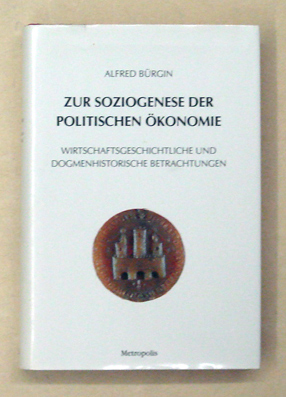 ALFRED BÜRGIN
ZUR SOZIOGENESE DER
POLITISCHEN ÖKONOMIE
WIRTSCHAFTSGESCHICHTLICHE UND
DOGMENHISTORISCHE BETRACHTUNGEN
Metropolis